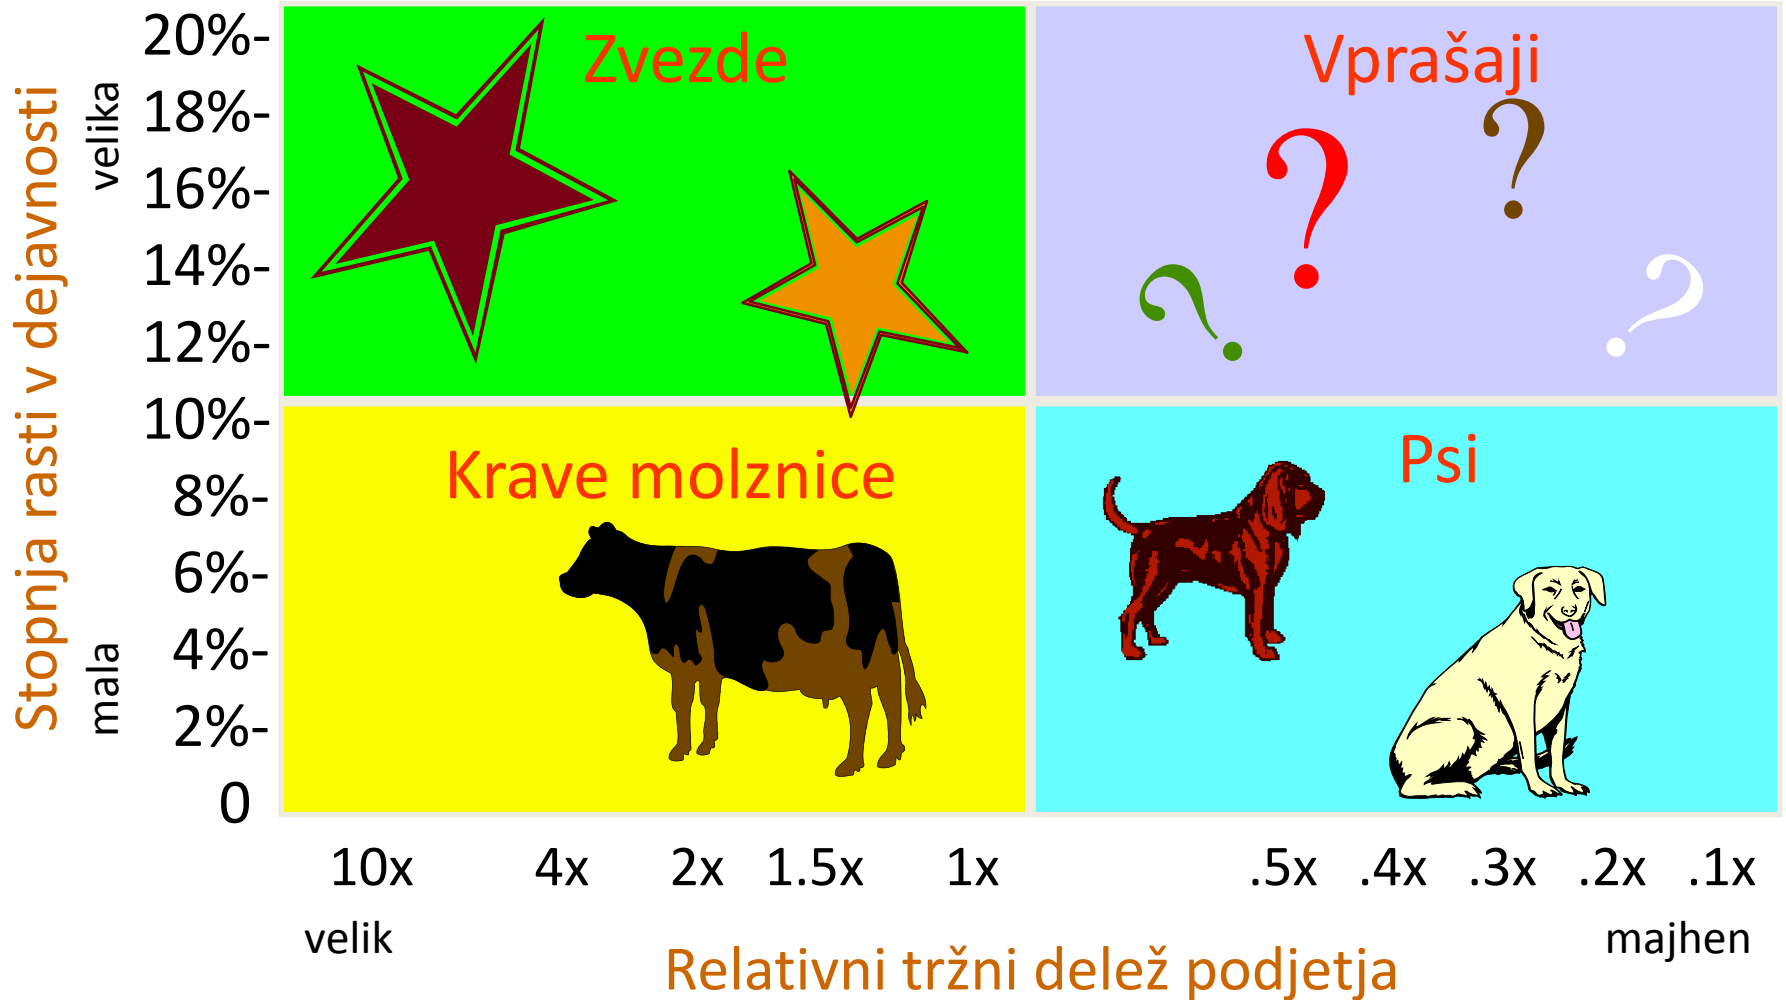 Stopnja rasti v dejavnosti
velika
mala
20%-
18%-
16%-
14%-
12%-
10%-
8%-
6%-
4%-
2%-
0
Zvezde
Vprašaji
?
?
?
?
Krave molznice
Psi
10x 4x 2x 1.5x 1x .5x .4x .3x .2x .1x
velik
majhen
Relativni tržni delež podjetja